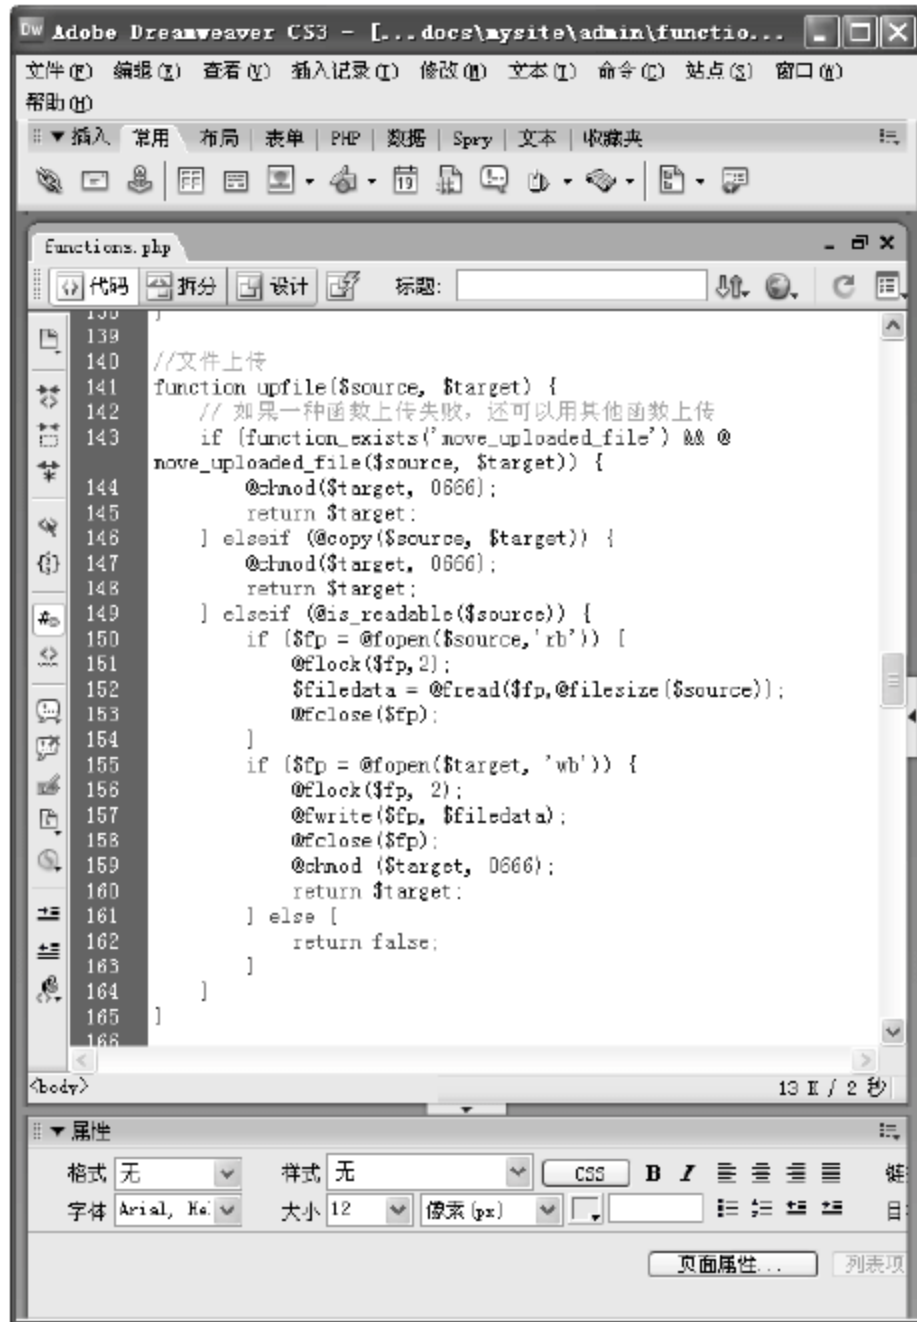 Dw Adobe Dreamweaver CS3 - [...docs\mysite\admin\functio...
文件(F) 编辑(E) 查看(V) 插入记录(I) 修改(M) 文本(T) 命令(C) 站点(S) 窗口(W)
帮助(H)
▼插入 常用 布局 表单 PHP 数据 Spry 文本 收藏夹
functions.php
代码 拆分 设计 标题:
138 }
139
140 //文件上传
141 function upfile($source, $target) {
142 // 如果一种函数上传失败，还可以用其他函数上传
143 if (function_exists('move_uploaded_file') && @
move_uploaded_file($source, $target)) {
144 @chmod($target, 0666);
145 return $target;
146 } elseif (@copy($source, $target)) {
147 @chmod($target, 0666);
148 return $target;
149 } elseif (@is_readable($source)) {
150 if ($fp = @fopen($source,'rb')) {
151 @flock($fp,2);
152 $filedata = @fread($fp,@filesize($source));
153 @fclose($fp);
154 }
155 if ($fp = @fopen($target, 'wb')) {
156 @flock($fp, 2);
157 @fwrite($fp, $filedata);
158 @fclose($fp);
159 @chmod ($target, 0666);
160 return $target;
161 } else {
162 return false;
163 }
164 }
165 }
166
<body> 13 K / 2 秒
▼属性
格式 无 样式 无 CSS B I 链
字体 Arial, He 大小 12 像素(px) 目
页面属性... 列表项